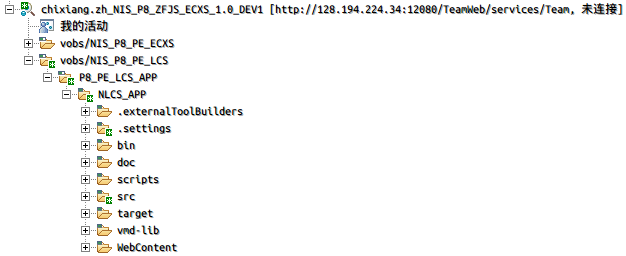 chixiang.zh_NIS_P8_ZFJS_ECXS_1.0_DEV1 [http://128.194.224.34:12080/TeamWeb/services/Team, 未连接]
我的活动
vobs/NIS_P8_PE_ECXS
vobs/NIS_P8_PE_LCS
P8_PE_LCS_APP
NLCS_APP
.externalToolBuilders
.settings
bin
doc
scripts
src
target
vmd-lib
WebContent